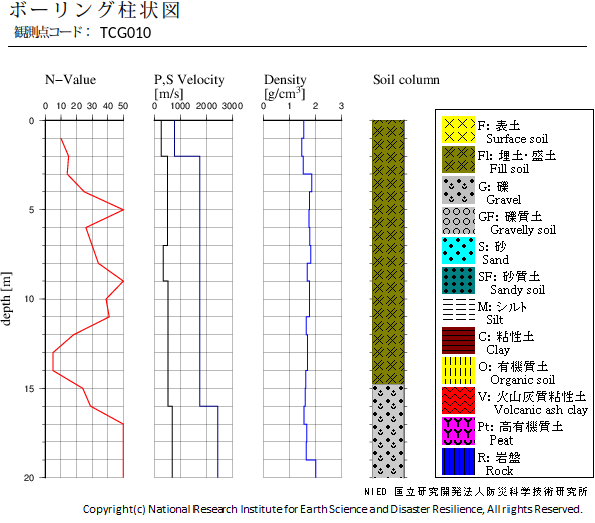 ボーリング柱状図
観測点コード： TCG010
N-Value P,S Velocity Density Soil column
[m/s] [g/cm³]
0 10 20 30 40 50 0 1000 2000 3000 0 1 2 3
0
5
10
15
20
depth [m]
F: 表土
Surface soil
Fl: 埋土・盛土
Fill soil
G: 礫
Gravel
GF: 礫質土
Gravelly soil
S: 砂
Sand
SF: 砂質土
Sandy soil
M: シルト
Silt
C: 粘性土
Clay
O: 有機質土
Organic soil
V: 火山灰質粘性土
Volcanic ash clay
Pt: 高有機質土
Peat
R: 岩盤
Rock
NIED 国立研究開発法人防災科学技術研究所
Copyright(c) National Research Institute for Earth Science and Disaster Resilience, All rights Reserved.